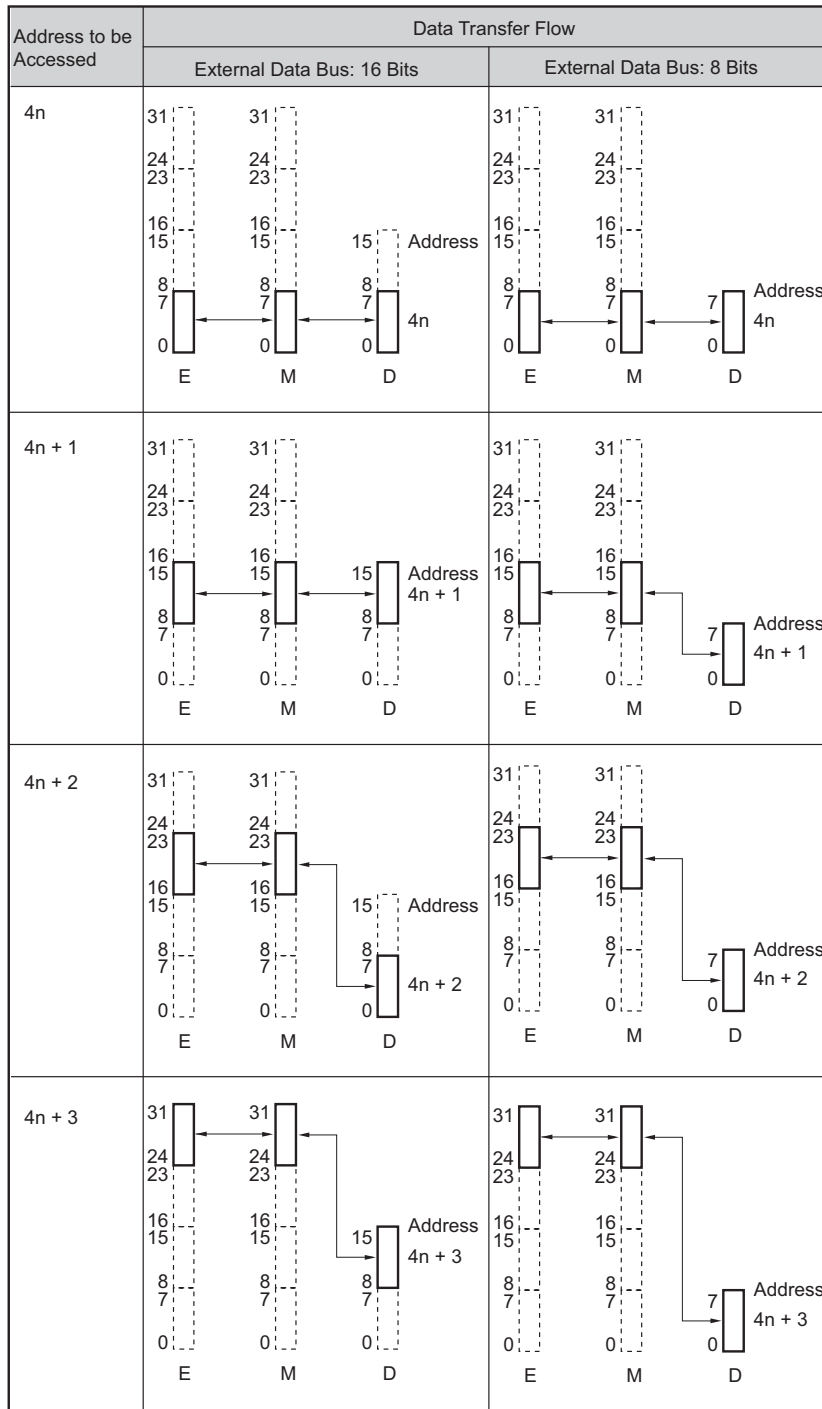 Address to be
Accessed
Data Transfer Flow
External Data Bus: 16 Bits
External Data Bus: 8 Bits
4n
31 31
24 24
23 23
16 16
15 15 15 Address
8 8 8
7 7 7 4n
0 0 0
E M D
31 31
24 24
23 23
16 16
15 15
8 8 Address
7 7 7 4n
0 0 0
E M D
4n + 1
31 31
24 24
23 23
16 16
15 15 15 Address
4n + 1
8 8 8
7 7 7
0 0 0
E M D
31 31
24 24
23 23
16 16
15 15
8 8 Address
7 7 7 4n + 1
0 0 0
E M D
4n + 2
31 31
24 24
23 23
16 16
15 15 15 Address
8 8 8
7 7 7 4n + 2
0 0 0
E M D
31 31
24 24
23 23
16 16
15 15
8 8 Address
7 7 7 4n + 2
0 0 0
E M D
4n + 3
31 31
24 24
23 23
16 16 Address
15 15 15 4n + 3
8 8 8
7 7 7
0 0 0
E M D
31 31
24 24
23 23
16 16
15 15
8 8 Address
7 7 7 4n + 3
0 0 0
E M D